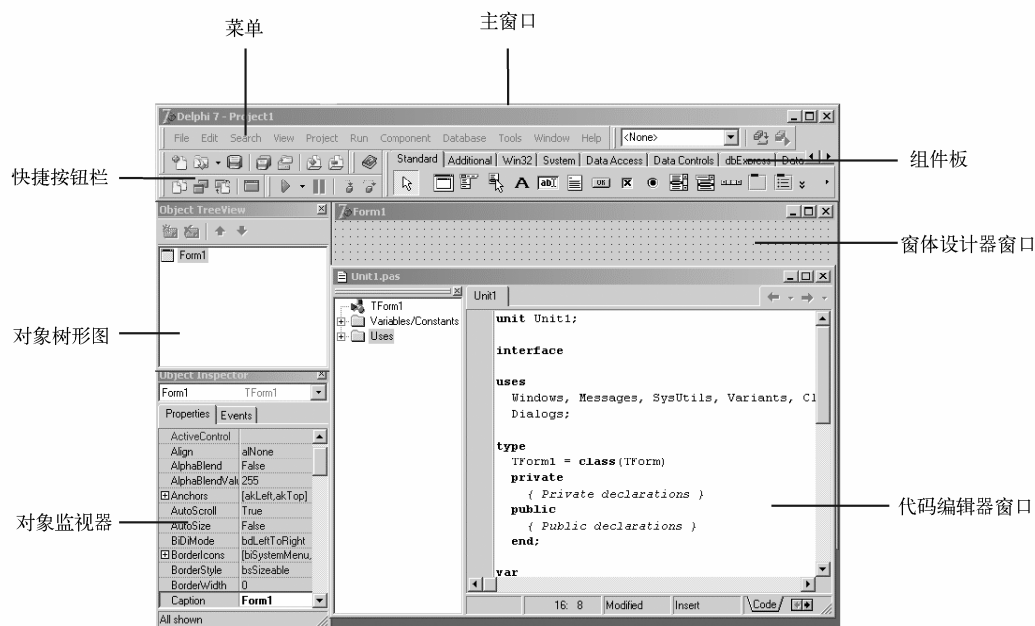 菜单
主窗口
Delphi 7 - Project1
File Edit Search View Project Run Component Database Tools Window Help
<None>
快捷按钮栏
Standard Additional Win32 System Data Access Data Controls dbExpress Data
组件板
Object TreeView
Form1
窗体设计器窗口
Form1
对象树形图
Unit1.pas
TForm1
Variables/Constants
Uses
Unit1
unit Unit1;
interface
uses
Windows, Messages, SysUtils, Variants, Cl
Dialogs;
type
TForm1 = class(TForm)
private
{ Private declarations }
public
{ Public declarations }
end;
var
代码编辑器窗口
16: 8 Modified Insert Code
Object Inspector
Form1 TForm1
Properties Events
对象监视器
ActiveControl
Align alNone
AlphaBlend False
AlphaBlendValu 255
Anchors [akLeft,akTop]
AutoScroll True
AutoSize False
BiDiMode bdLeftToRight
BorderIcons [biSystemMenu,
BorderStyle bsSizeable
BorderWidth 0
Caption Form1
All shown